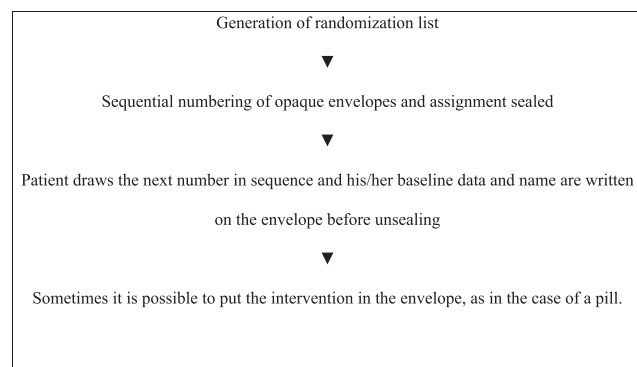 Generation of randomization list
▼
Sequential numbering of opaque envelopes and assignment sealed
▼
Patient draws the next number in sequence and his/her baseline data and name are written
on the envelope before unsealing
▼
Sometimes it is possible to put the intervention in the envelope, as in the case of a pill.